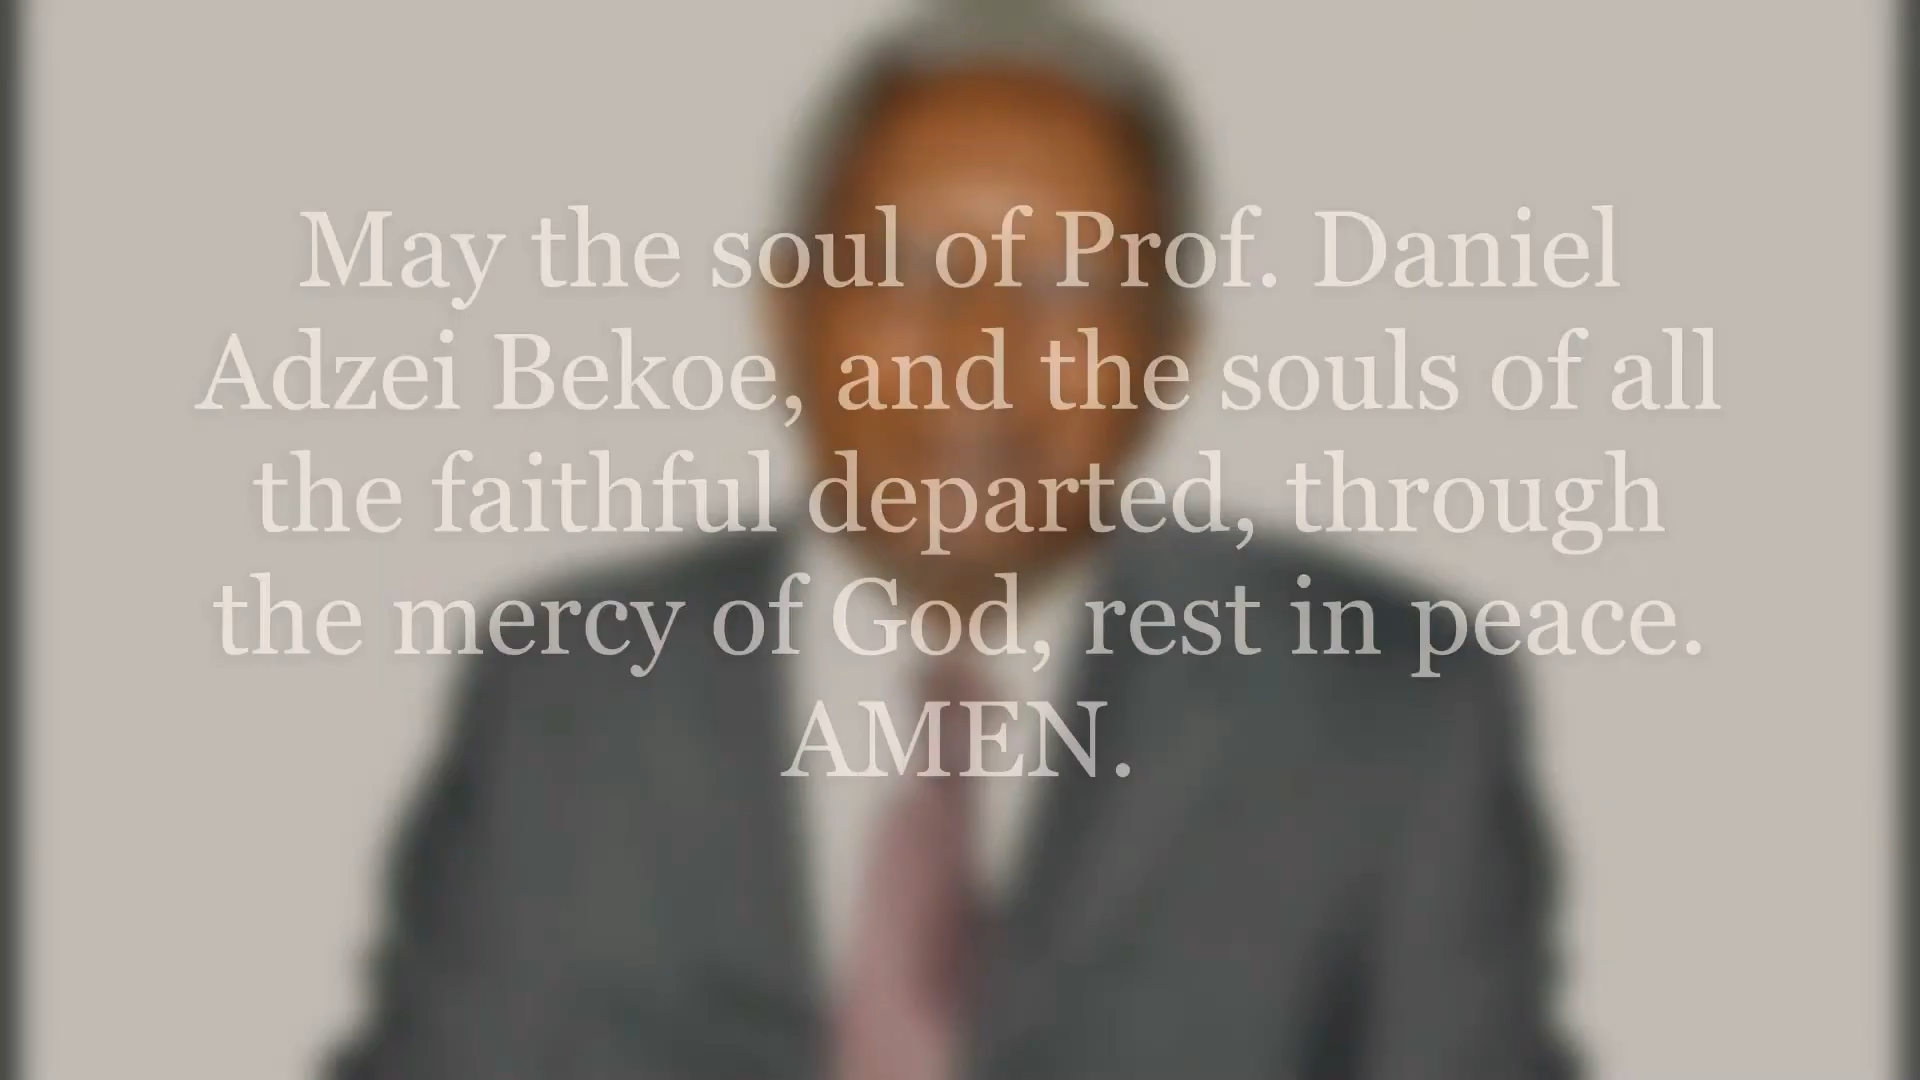 May the soul of Prof. Daniel
Adzei Bekoe, and the souls of all
the faithful departed, through
the mercy of God, rest in peace.
AMEN.